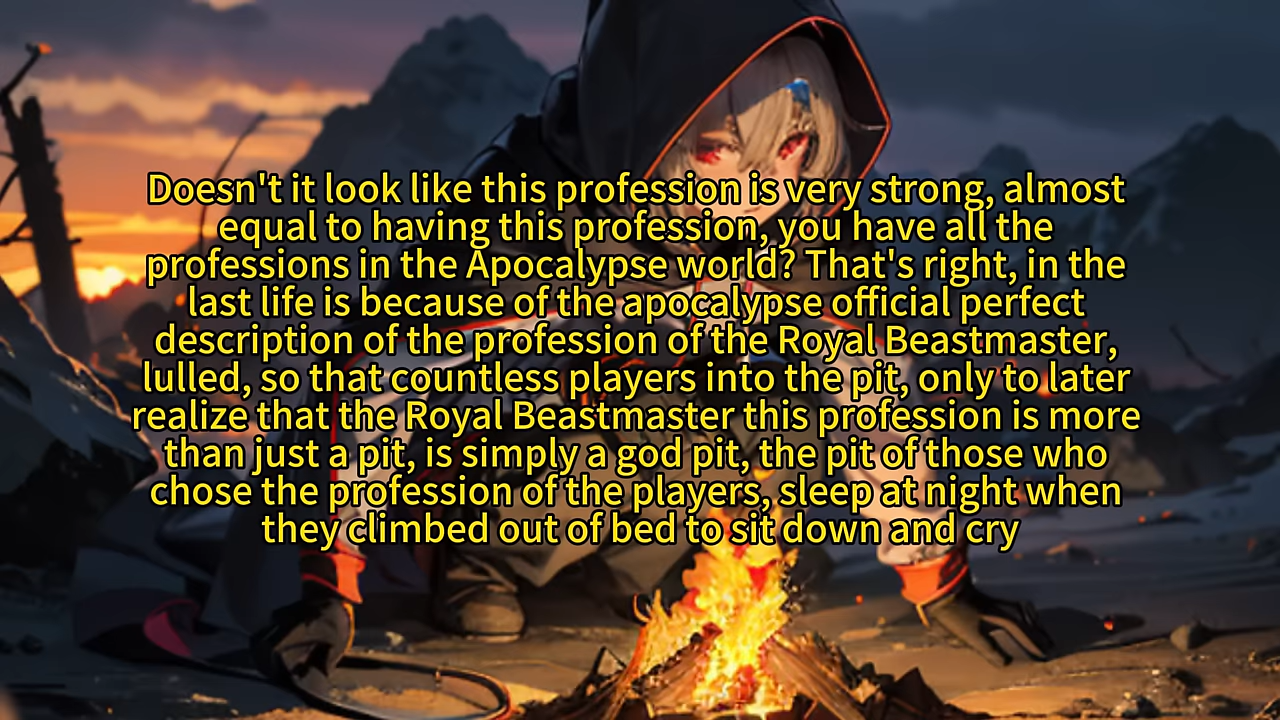 Doesn't it look like this profession is very strong, almost
equal to having this profession, you have all the
professions in the Apocalypse world? That's right, in the
last life is because of the apocalypse official perfect
description of the profession of the Royal Beastmaster,
lulled, so that countless players into the pit, only to later
realize that the Royal Beastmaster this profession is more
than just a pit, is simply a god pit, the pit of those who
chose the profession of the players, sleep at night when
they climbed out of bed to sit down and cry